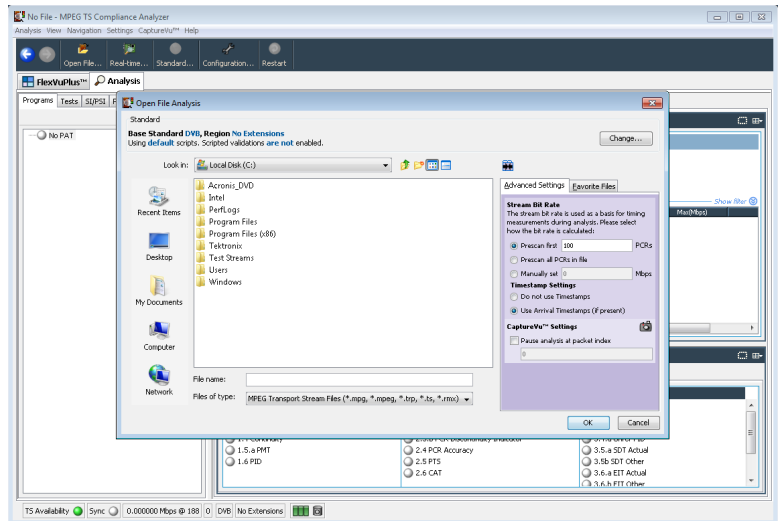 No File - MPEG TS Compliance Analyzer
Analysis View Navigation Settings CaptureVu™ Help
Open File... Real-time... Standard... Configuration... Restart
FlexVuPlus™ Analysis
Programs Tests SI/PSI
No PAT
Open File Analysis
Standard
Base Standard DVB, Region No Extensions
Using default scripts. Scripted validations are not enabled.
Change...
Look in: Local Disk (C:)
Recent Items
Desktop
My Documents
Computer
Network
Acronis_DVD
Intel
PerfLogs
Program Files
Program Files (x86)
Tektronix
Test Streams
Users
Windows
File name:
Files of type: MPEG Transport Stream Files (*.mpg, *.mpeg, *.trp, *.ts, *.rmx)
Advanced Settings Favorite Files
Stream Bit Rate
The stream bit rate is used as a basis for timing
measurements during analysis. Please select
how the bit rate is calculated:
Prescan first 100 PCRs
Prescan all PCRs in file
Manually set 0 Mbps
Timestamp Settings
Do not use Timestamps
Use Arrival Timestamps (if present)
CaptureVu™ Settings
Pause analysis at packet index
0
OK Cancel
Show filter
Max(Mbps)
1.5.a PMT
1.6 PID
2.4 PCR Accuracy
2.5 PTS
2.6 CAT
3.5.a SDT Actual
3.5b SDT Other
3.6.a EIT Actual
3.6.b EIT Other
TS Availability Sync 0.000000 Mbps @ 188 0 DVB No Extensions